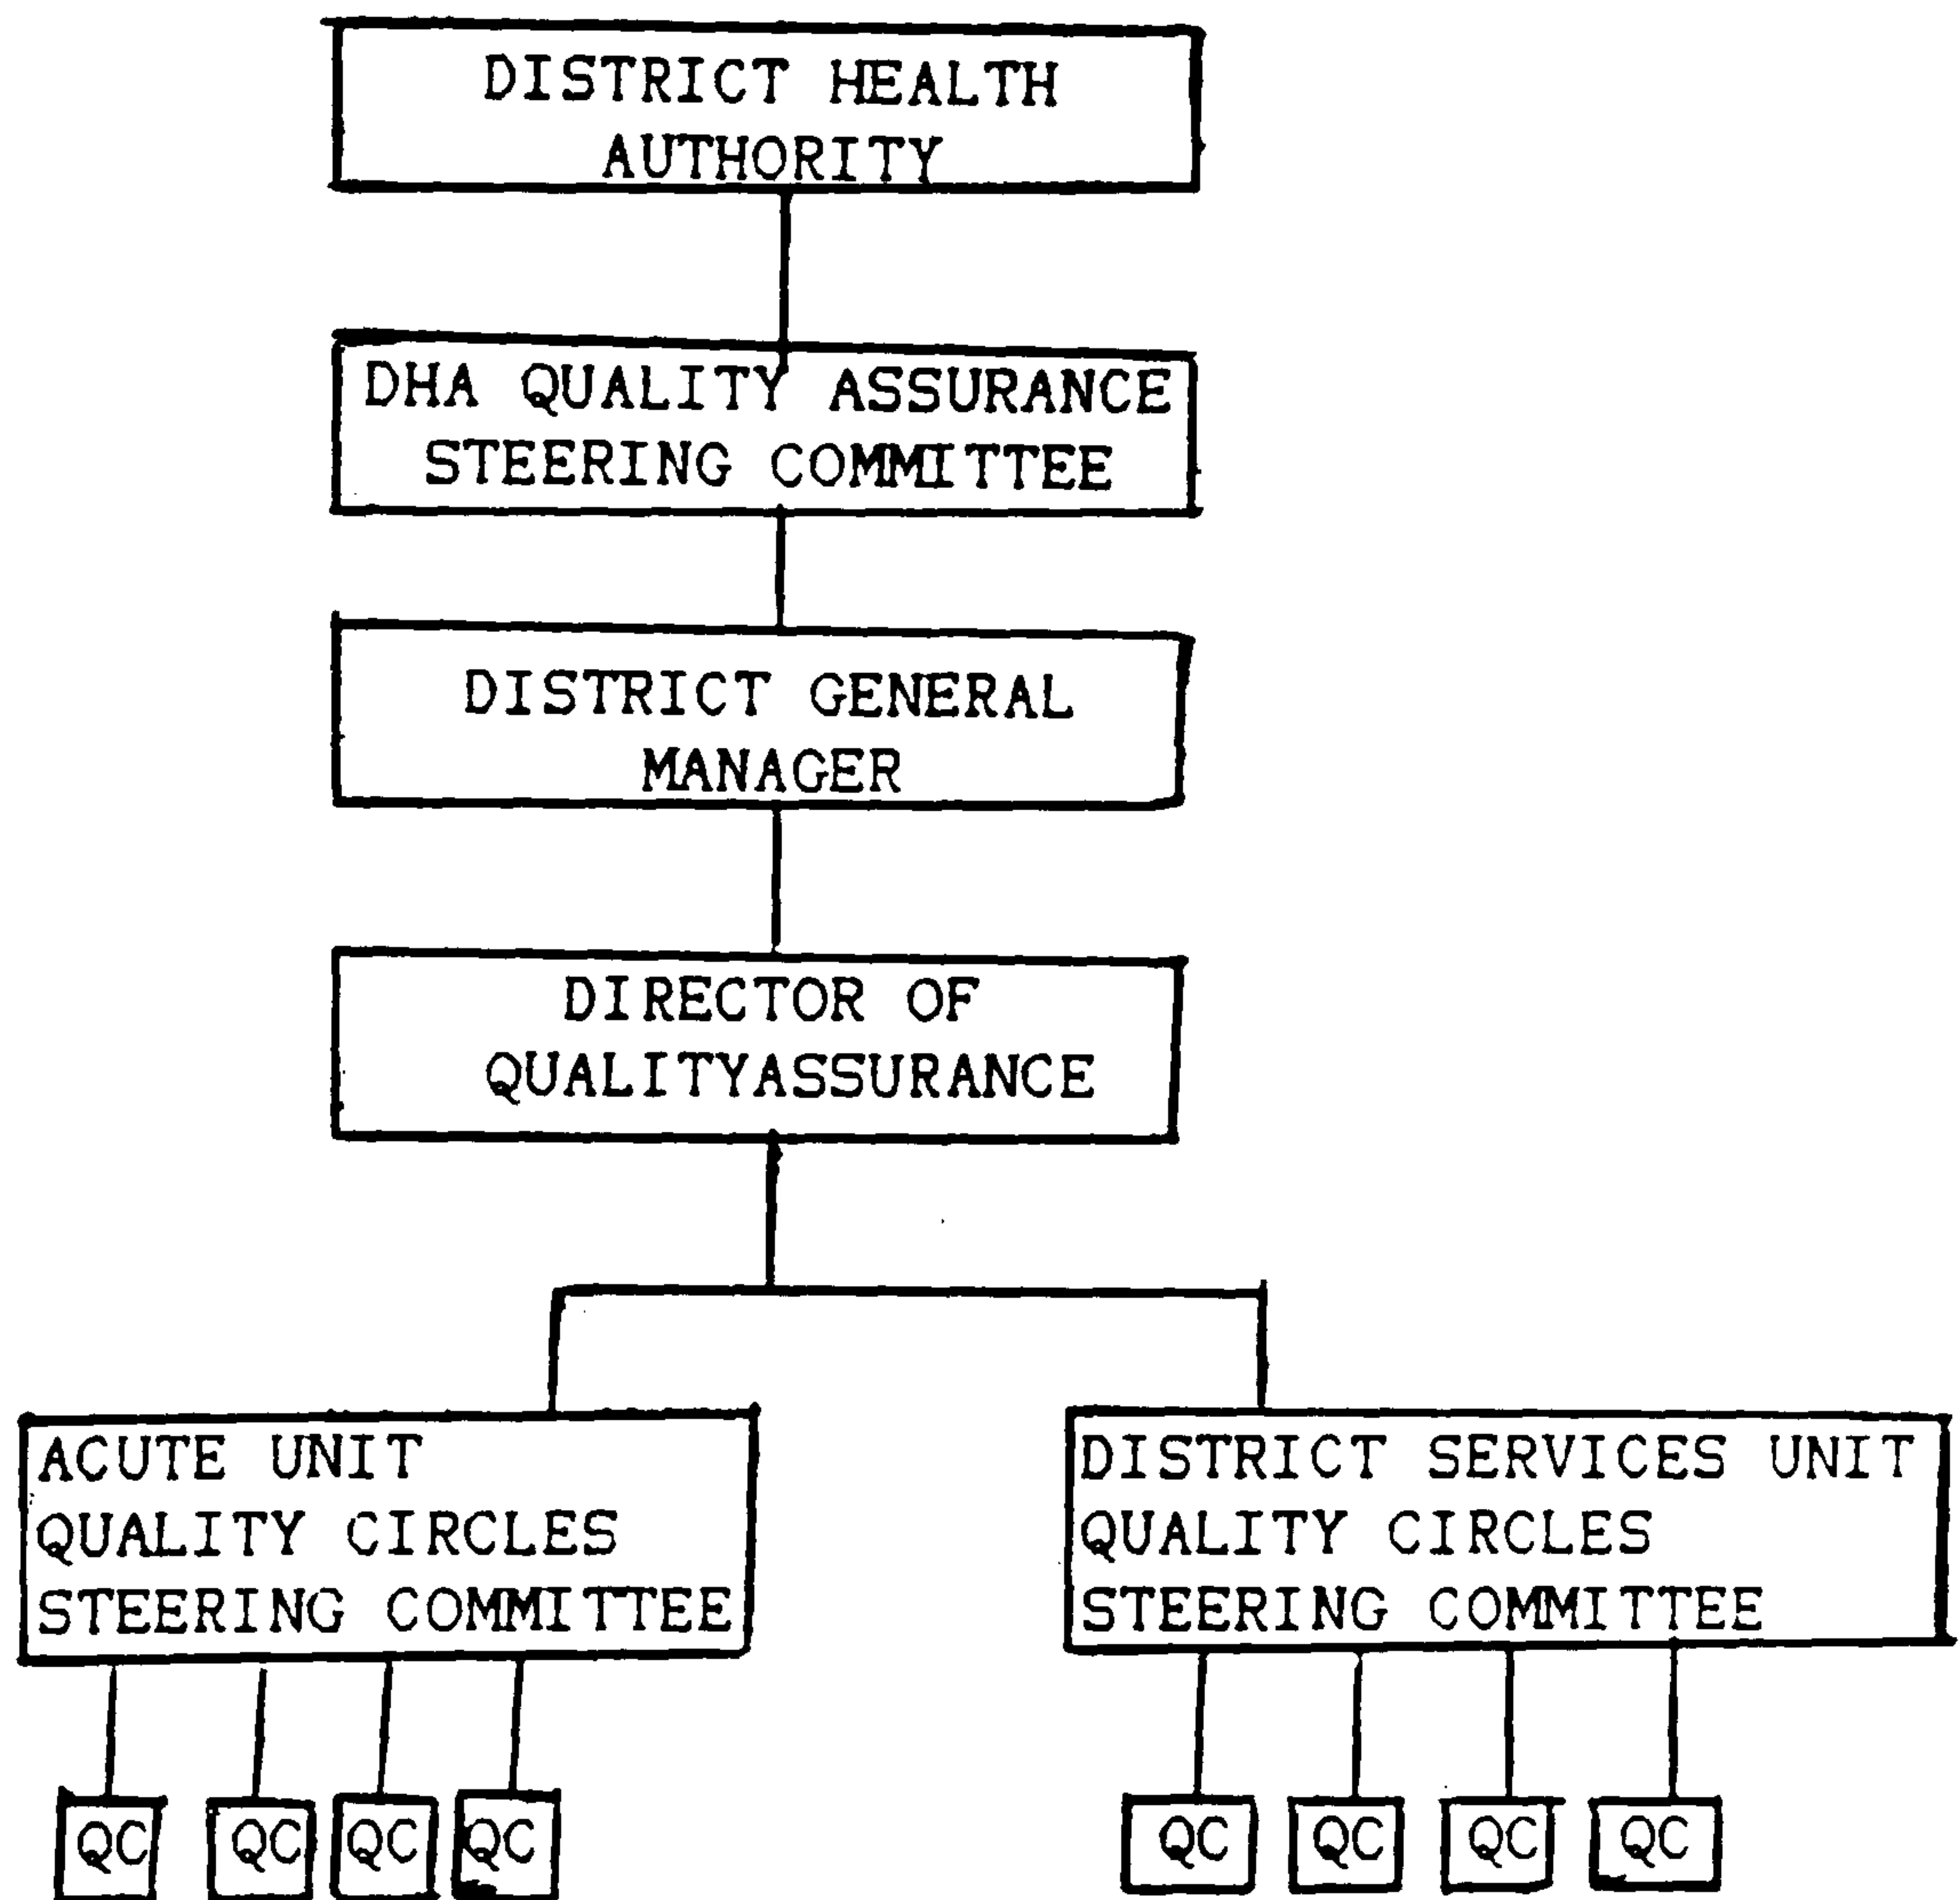 DISTRICT HEALTH
AUTHORITY
DHA QUALITY ASSURANCE
STEERING COMMITTEE
DISTRICT GENERAL
MANAGER
DIRECTOR OF
QUALITYASSURANCE
ACUTE UNIT
QUALITY CIRCLES
STEERING COMMITTEE
DISTRICT SERVICES UNIT
QUALITY CIRCLES
STEERING COMMITTEE
QC QC QC QC
QC QC QC QC